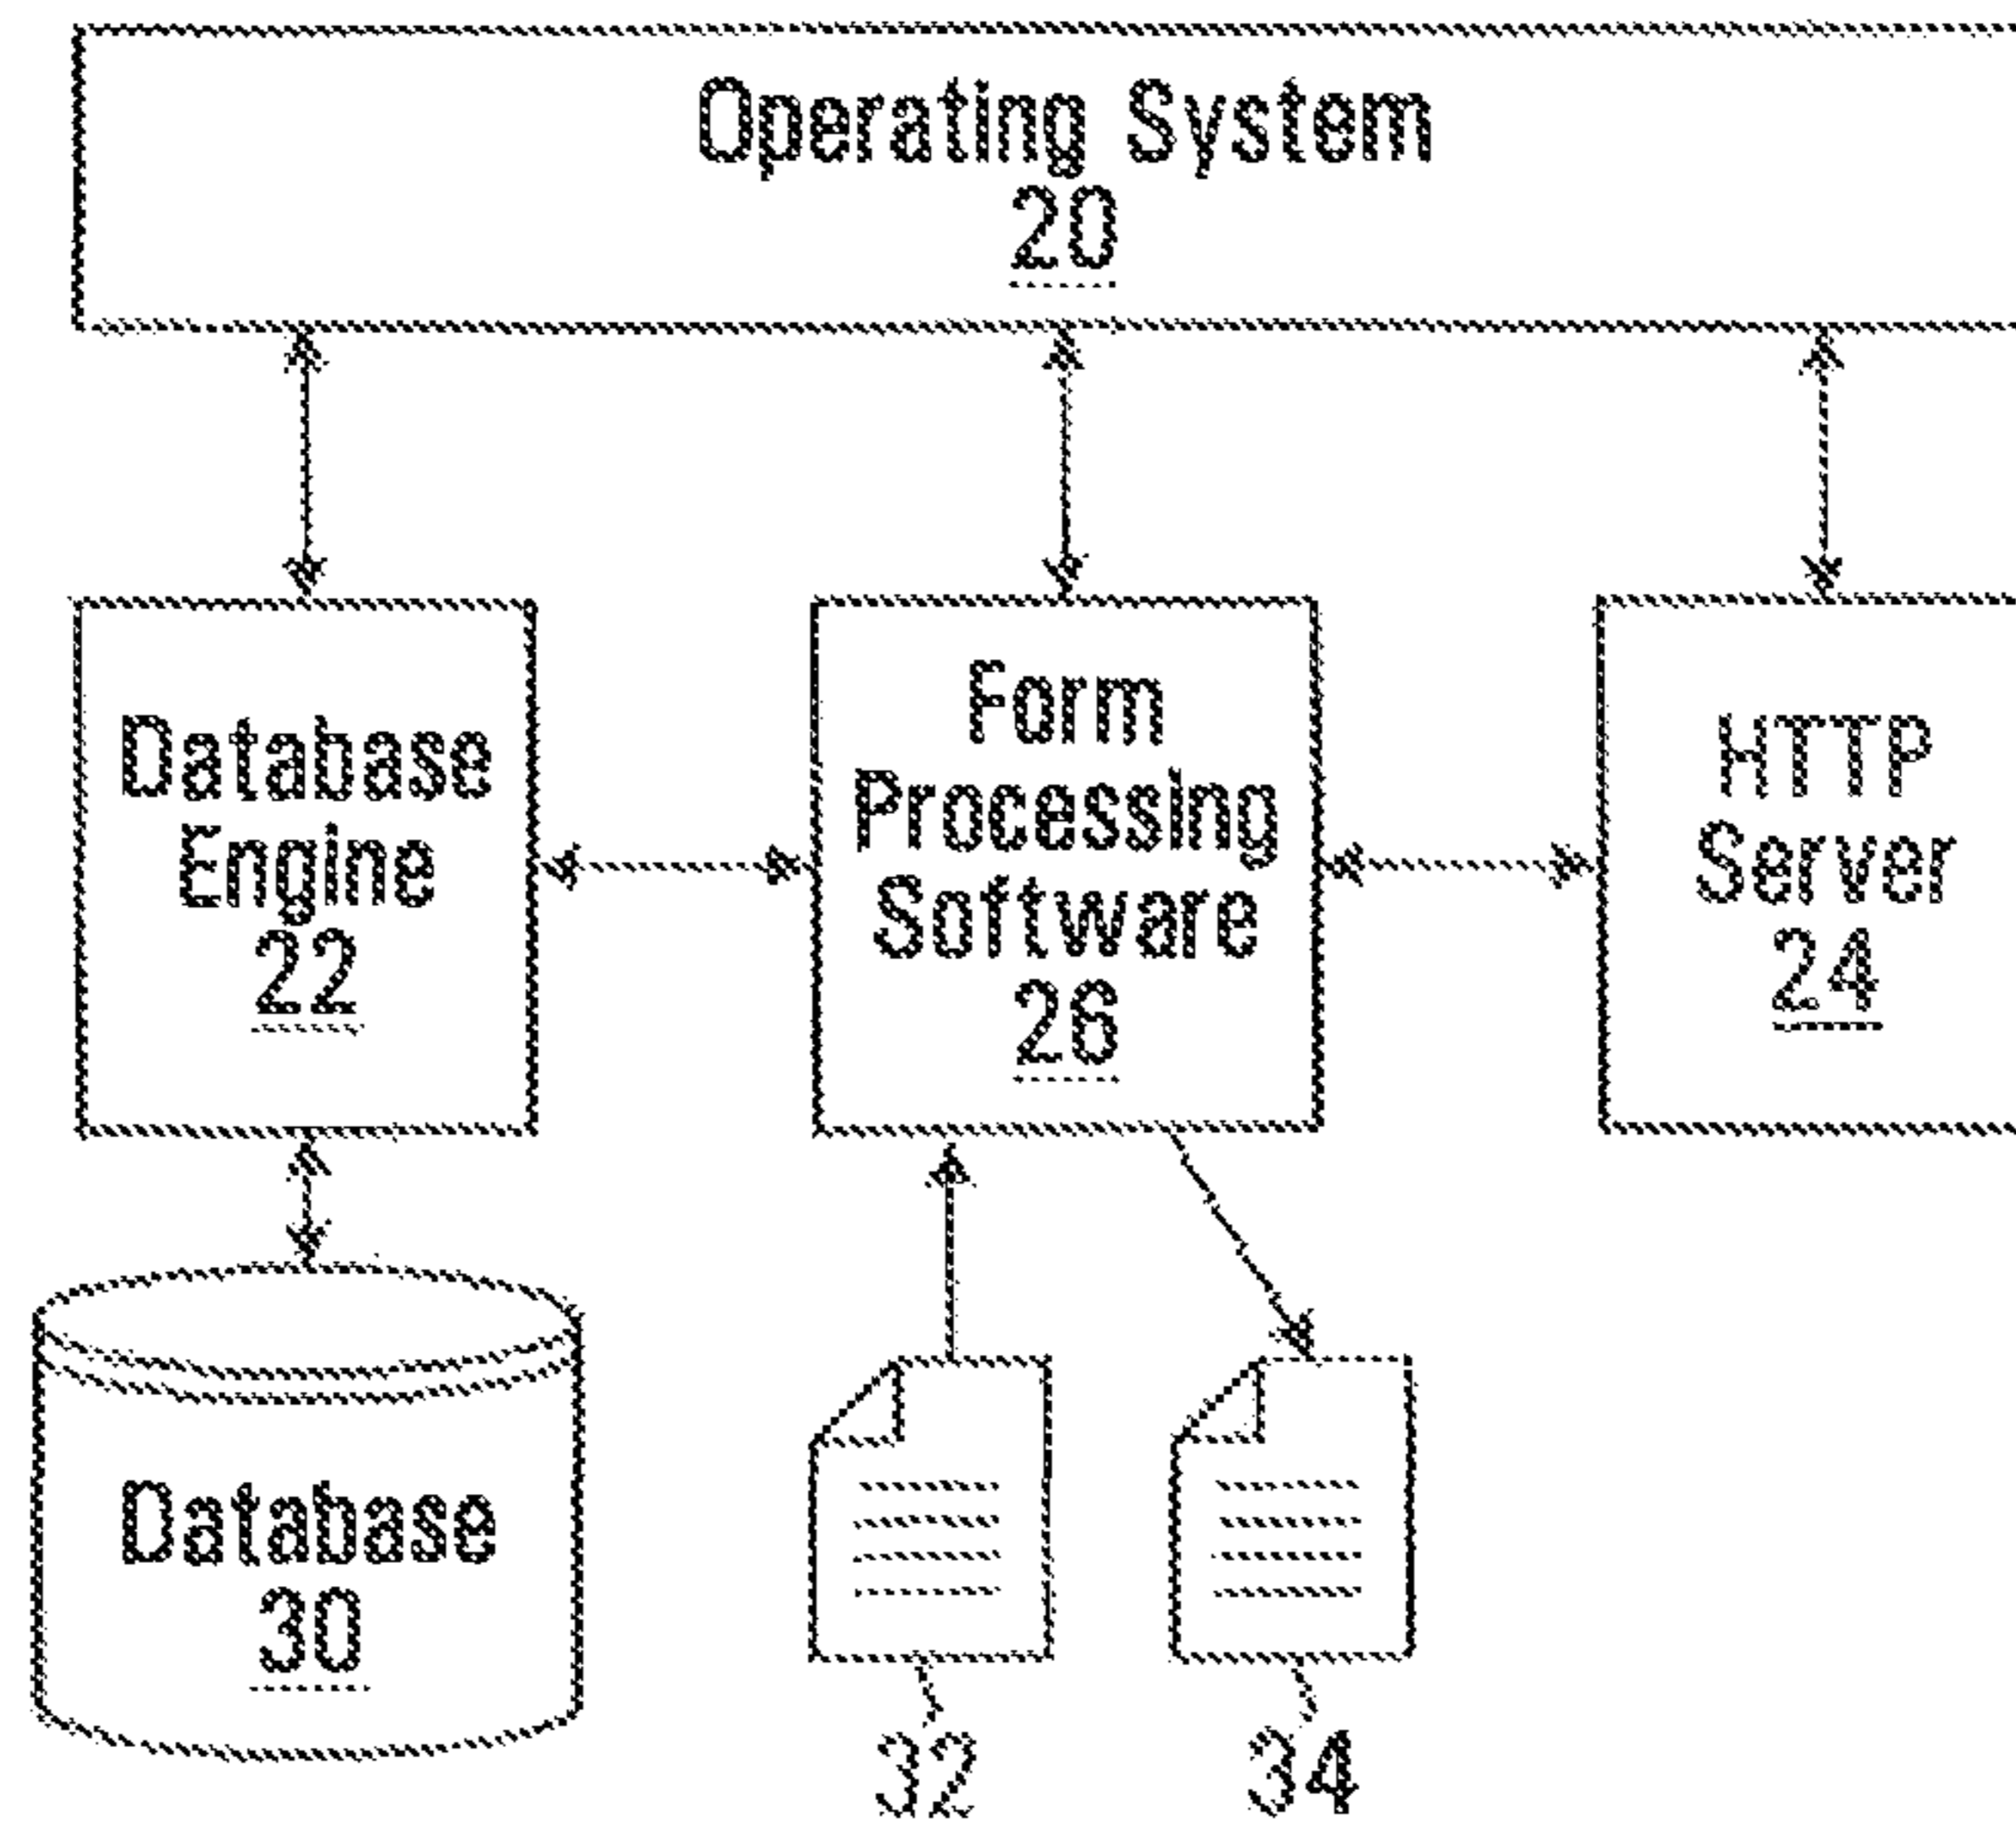 Operating System
20
Database
Engine
22
Form
Processing
Software
26
HTTP
Server
24
Database
30
32
34